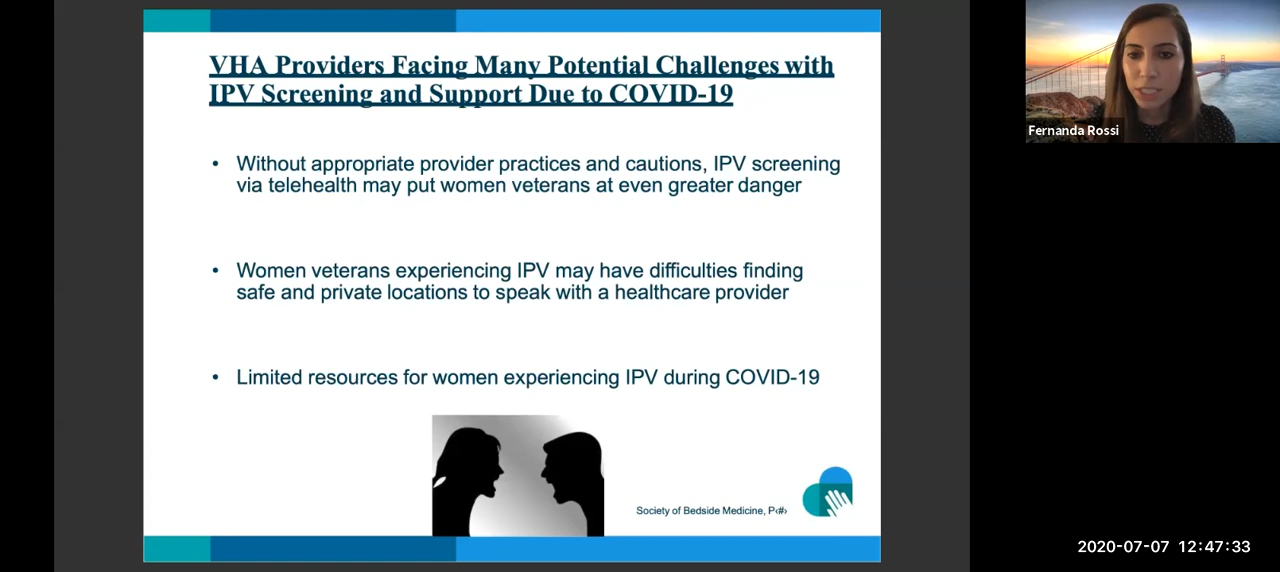 VHA Providers Facing Many Potential Challenges with
IPV Screening and Support Due to COVID-19
• Without appropriate provider practices and cautions, IPV screening
via telehealth may put women veterans at even greater danger
• Women veterans experiencing IPV may have difficulties finding
safe and private locations to speak with a healthcare provider
• Limited resources for women experiencing IPV during COVID-19
Society of Bedside Medicine, P‹#›
Fernanda Rossi
2020-07-07 12:47:33